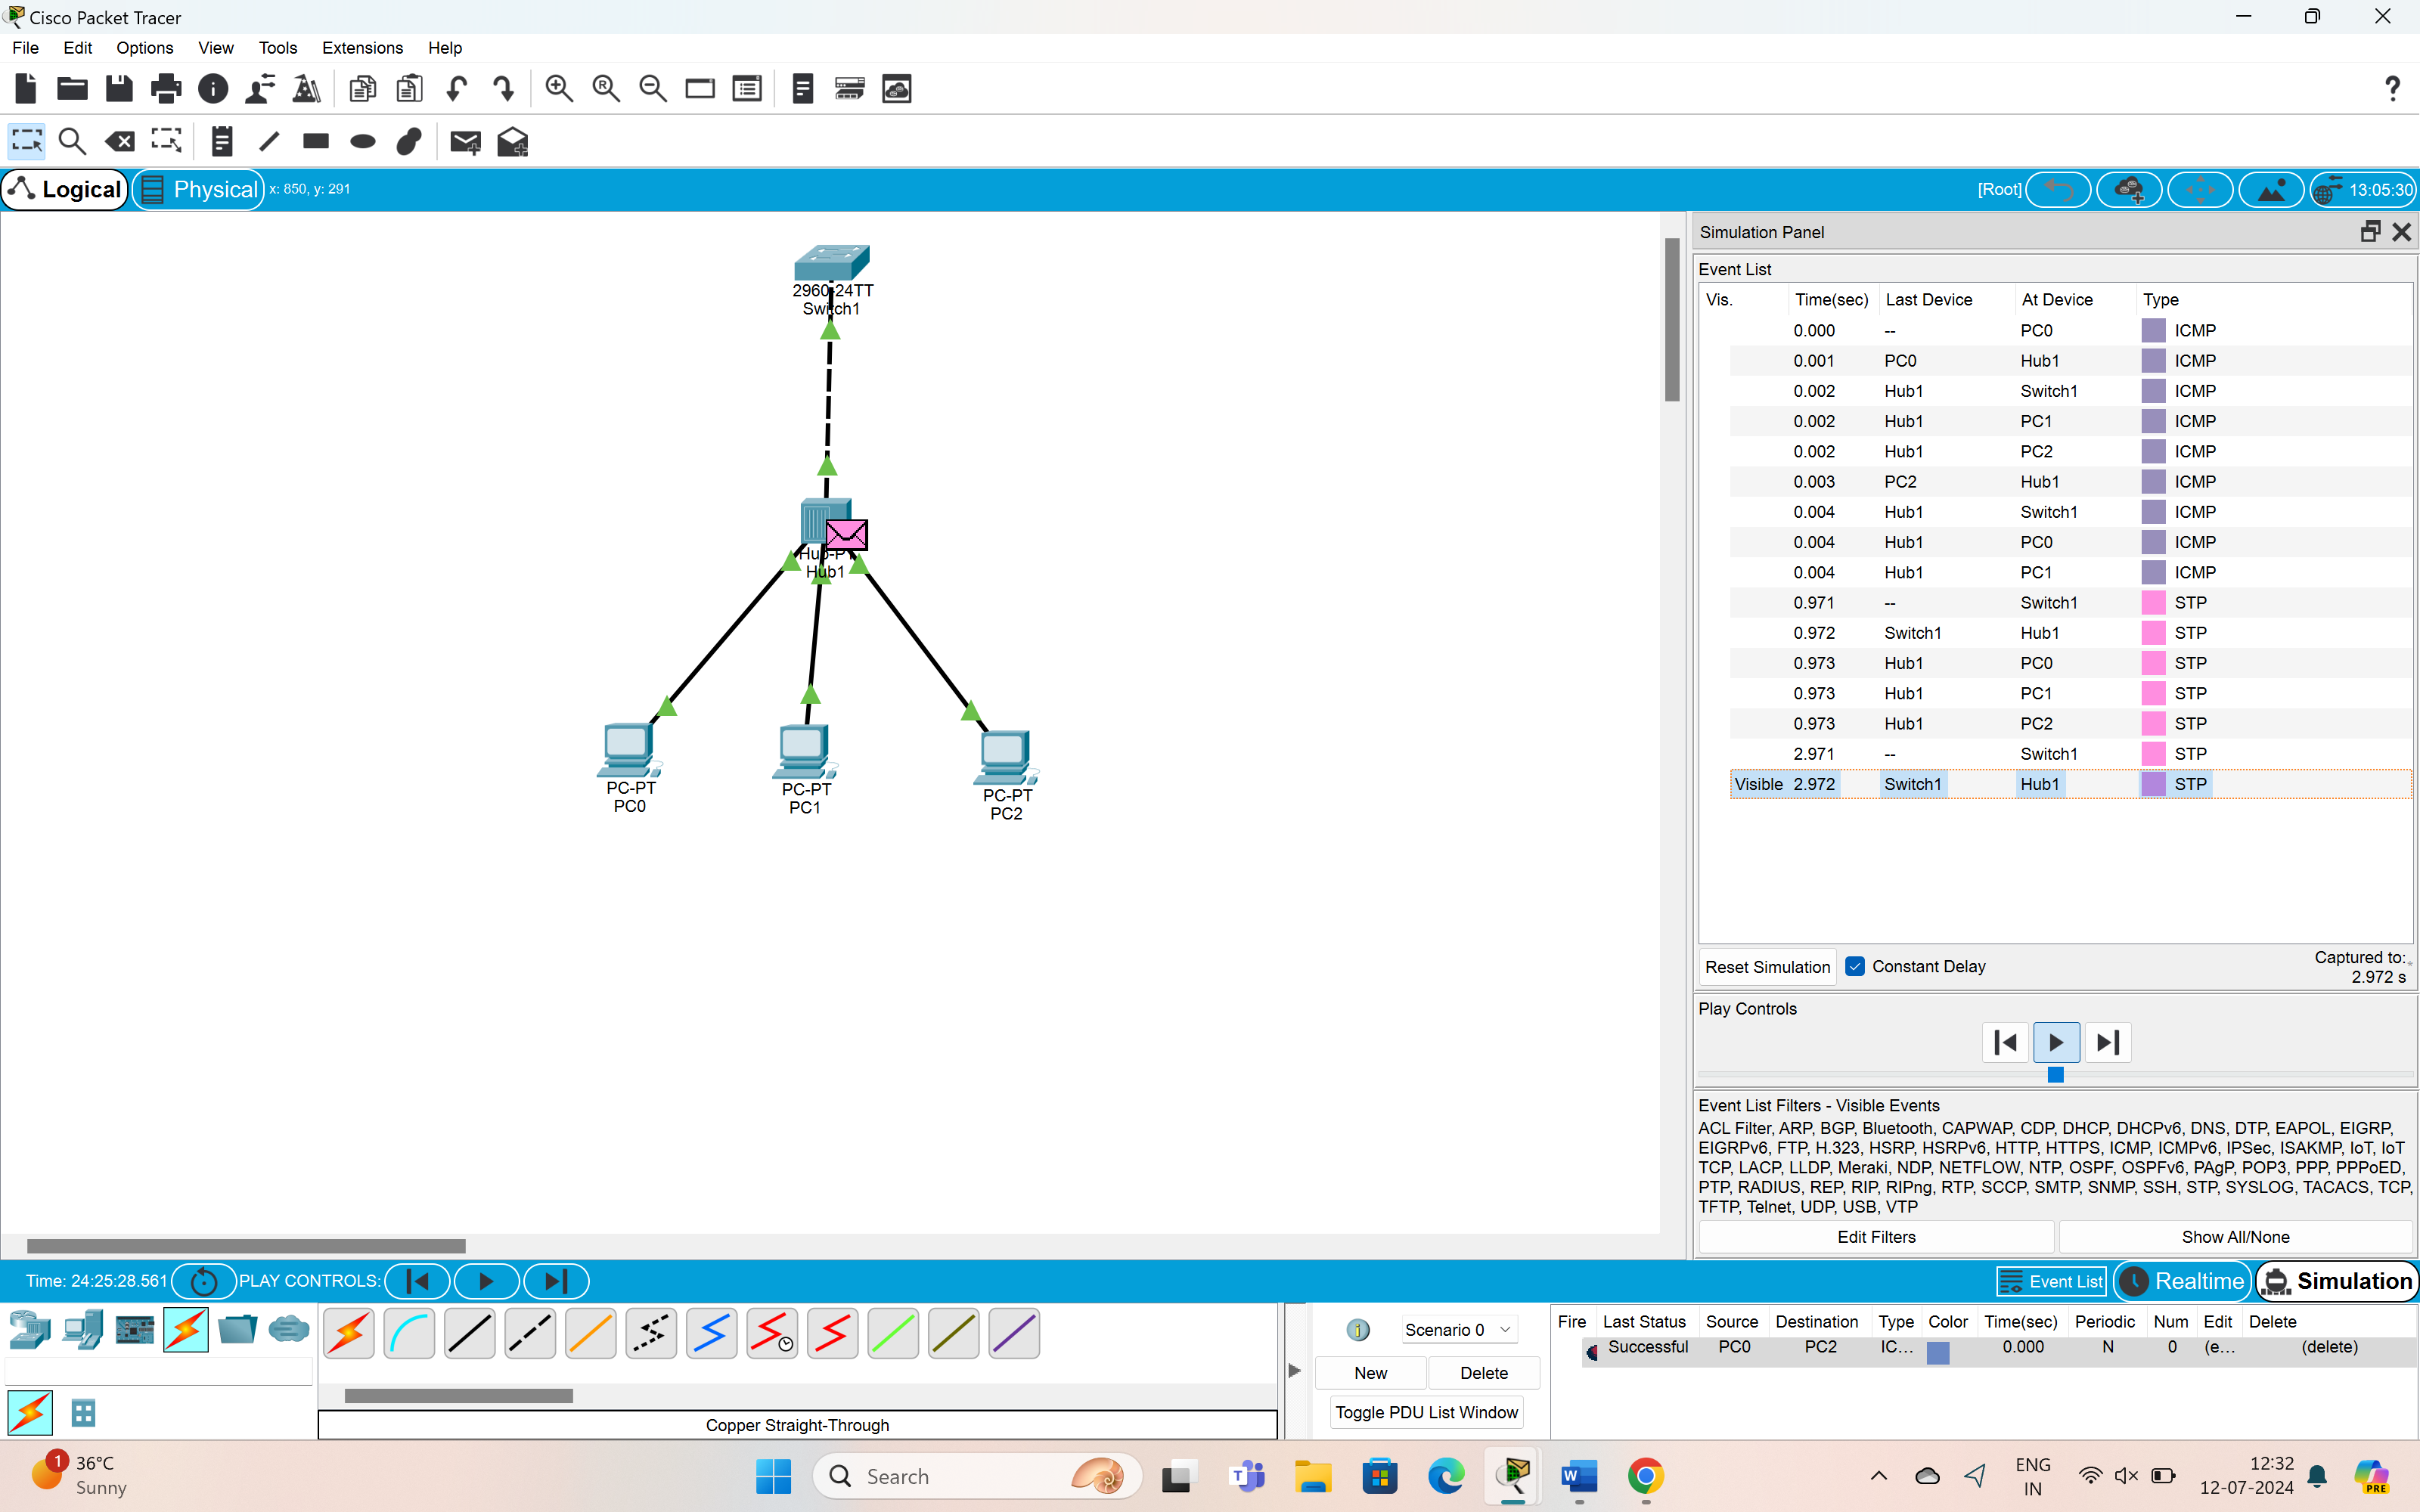 Cisco Packet Tracer
File Edit Options View Tools Extensions Help
Logical Physical x: 850, y: 291 [Root] 13:05:30
2960-24TT
Switch1
Hub-PT
Hub1
PC-PT
PC0
PC-PT
PC1
PC-PT
PC2
Simulation Panel
Event List
Vis. Time(sec) Last Device At Device Type
0.000 -- PC0 ICMP
0.001 PC0 Hub1 ICMP
0.002 Hub1 Switch1 ICMP
0.002 Hub1 PC1 ICMP
0.002 Hub1 PC2 ICMP
0.003 PC2 Hub1 ICMP
0.004 Hub1 Switch1 ICMP
0.004 Hub1 PC0 ICMP
0.004 Hub1 PC1 ICMP
0.971 -- Switch1 STP
0.972 Switch1 Hub1 STP
0.973 Hub1 PC0 STP
0.973 Hub1 PC1 STP
0.973 Hub1 PC2 STP
2.971 -- Switch1 STP
Visible 2.972 Switch1 Hub1 STP
Reset Simulation Constant Delay Captured to:*
2.972 s
Play Controls
Event List Filters - Visible Events
ACL Filter, ARP, BGP, Bluetooth, CAPWAP, CDP, DHCP, DHCPv6, DNS, DTP, EAPOL, EIGRP,
EIGRPv6, FTP, H.323, HSRP, HSRPv6, HTTP, HTTPS, ICMP, ICMPv6, IPSec, ISAKMP, IoT, IoT
TCP, LACP, LLDP, Meraki, NDP, NETFLOW, NTP, OSPF, OSPFv6, PAgP, POP3, PPP, PPPoED,
PTP, RADIUS, REP, RIP, RIPng, RTP, SCCP, SMTP, SNMP, SSH, STP, SYSLOG, TACACS, TCP,
TFTP, Telnet, UDP, USB, VTP
Edit Filters Show All/None
Time: 24:25:28.561 PLAY CONTROLS: Event List Realtime Simulation
Scenario 0
New Delete
Toggle PDU List Window
Fire Last Status Source Destination Type Color Time(sec) Periodic Num Edit Delete
Successful PC0 PC2 IC... 0.000 N 0 (e... (delete)
Copper Straight-Through
1 36°C
Sunny
Search
ENG
IN
12:32
12-07-2024
PRE